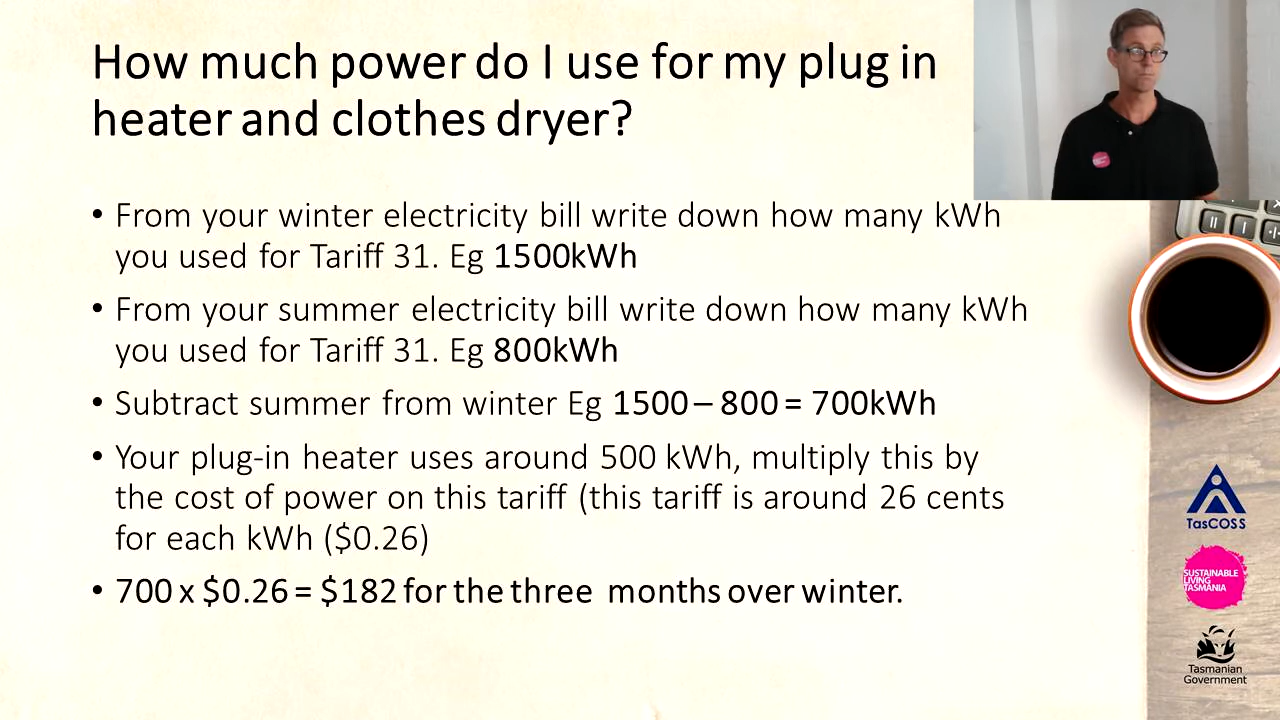 How much power do I use for my plug in
heater and clothes dryer?
• From your winter electricity bill write down how many kWh
you used for Tariff 31. Eg 1500kWh
• From your summer electricity bill write down how many kWh
you used for Tariff 31. Eg 800kWh
• Subtract summer from winter Eg 1500 – 800 = 700kWh
• Your plug-in heater uses around 500 kWh, multiply this by
the cost of power on this tariff (this tariff is around 26 cents
for each kWh ($0.26)
• 700 x $0.26 = $182 for the three months over winter.
TasCOSS
SUSTAINABLE
LIVING
TASMANIA
Tasmanian
Government